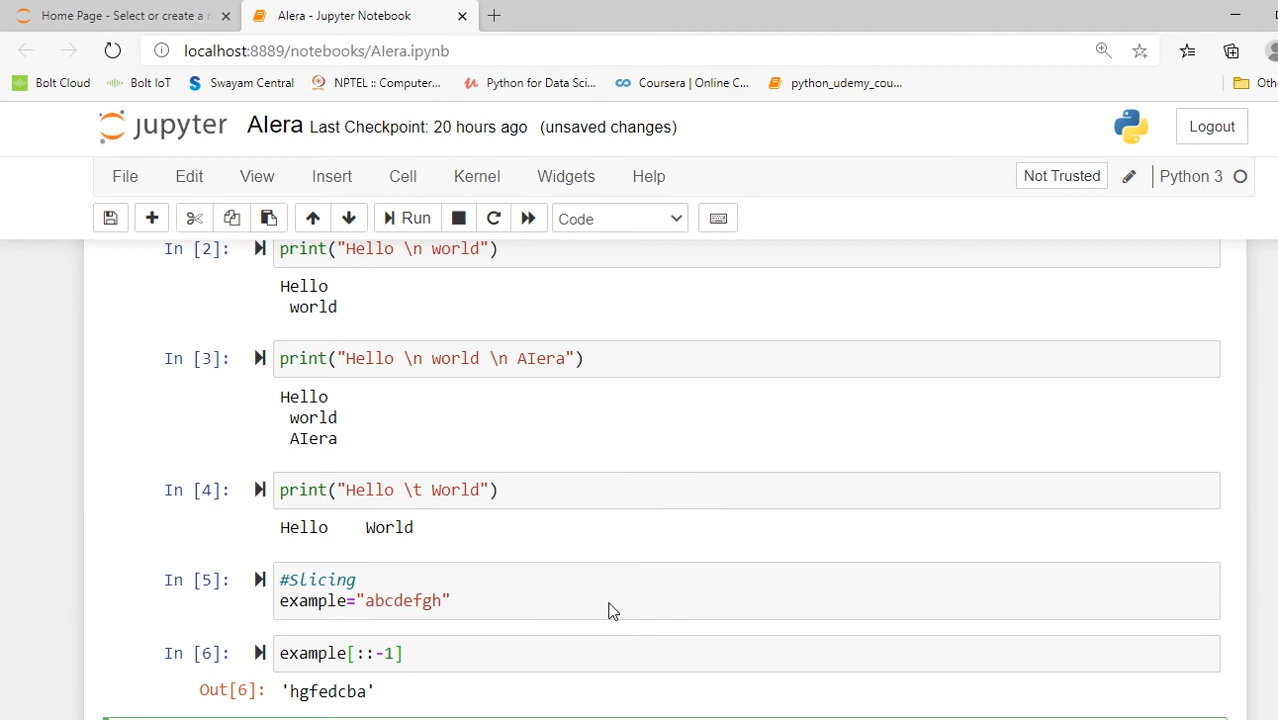 Home Page - Select or create a n
AIera - Jupyter Notebook
localhost:8889/notebooks/AIera.ipynb
Bolt Cloud
Bolt IoT
Swayam Central
NPTEL :: Computer...
Python for Data Sci...
Coursera | Online C...
python_udemy_cou...
Oth
jupyter AIera Last Checkpoint: 20 hours ago (unsaved changes)
Logout
File Edit View Insert Cell Kernel Widgets Help
Not Trusted
Python 3
Run
Code
In [2]: print("Hello \n world")
Hello
world
In [3]: print("Hello \n world \n AIera")
Hello
world
AIera
In [4]: print("Hello \t World")
Hello World
In [5]: #Slicing
example="abcdefgh"
In [6]: example[::-1]
Out[6]: 'hgfedcba'